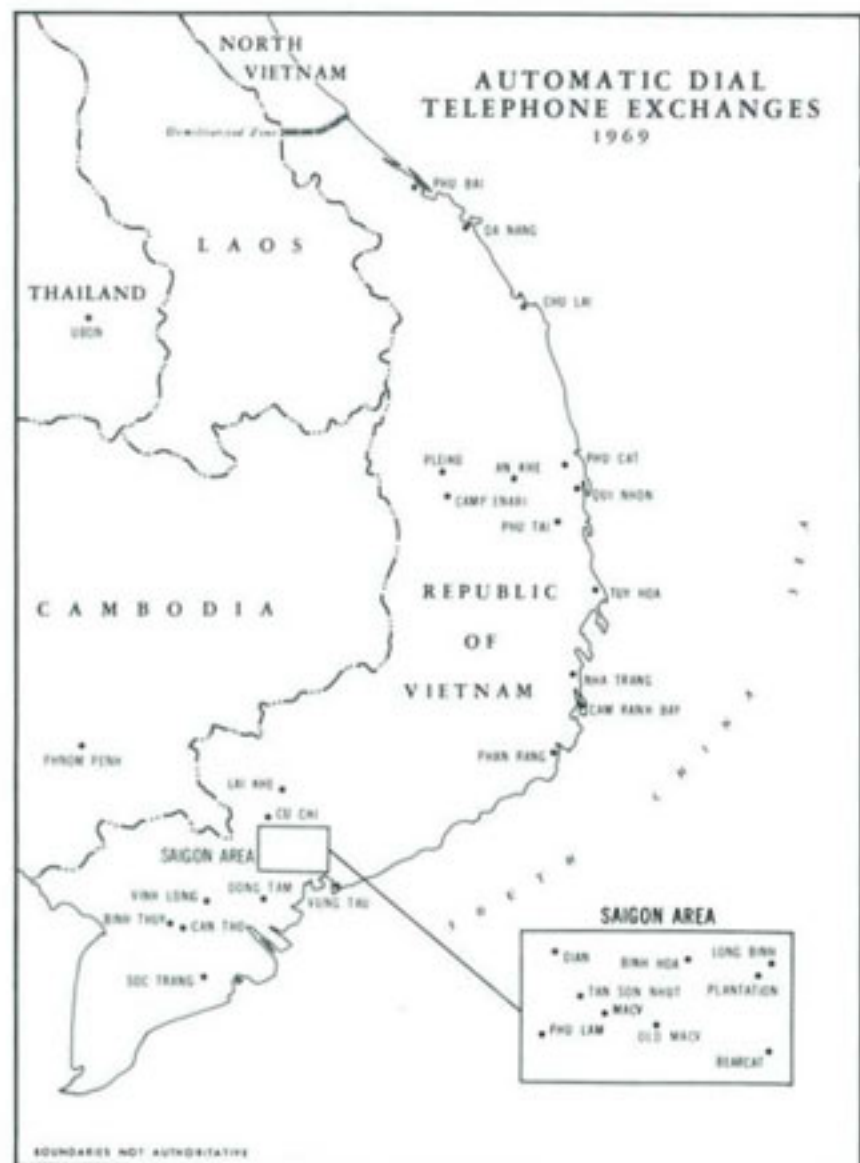 NORTH
VIETNAM
AUTOMATIC DIAL
TELEPHONE EXCHANGES
1969
Demilitarized Zone
PHU BAI
DA NANG
LAOS
THAILAND
UBON
CHU LAI
PLEIKU
AN KHE
PHU CAT
CAMP ENARI
QUI NHON
PHU TAI
CAMBODIA
REPUBLIC
OF
VIETNAM
TUY HOA
NHA TRANG
CAM RANH BAY
PHNOM PENH
PHAN RANG
LAI KHE
CU CHI
SAIGON AREA
VINH LONG
DONG TAM
VUNG TAU
BINH THUY
CAN THO
SOC TRANG
SOUTH CHINA SEA
SAIGON AREA
DIAN
BINH HOA
LONG BINH
TAN SON NHUT
PLANTATION
MACV
PHU LAM
OLD MACV
BEARCAT
BOUNDARIES NOT AUTHORITATIVE